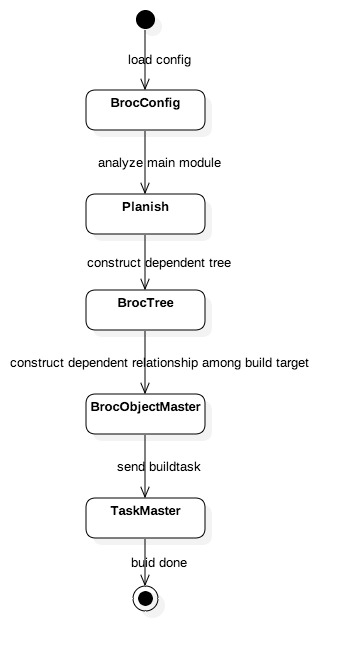 load config
BrocConfig
analyze main module
Planish
construct dependent tree
BrocTree
construct dependent relationship among build target
BrocObjectMaster
send buildtask
TaskMaster
buid done